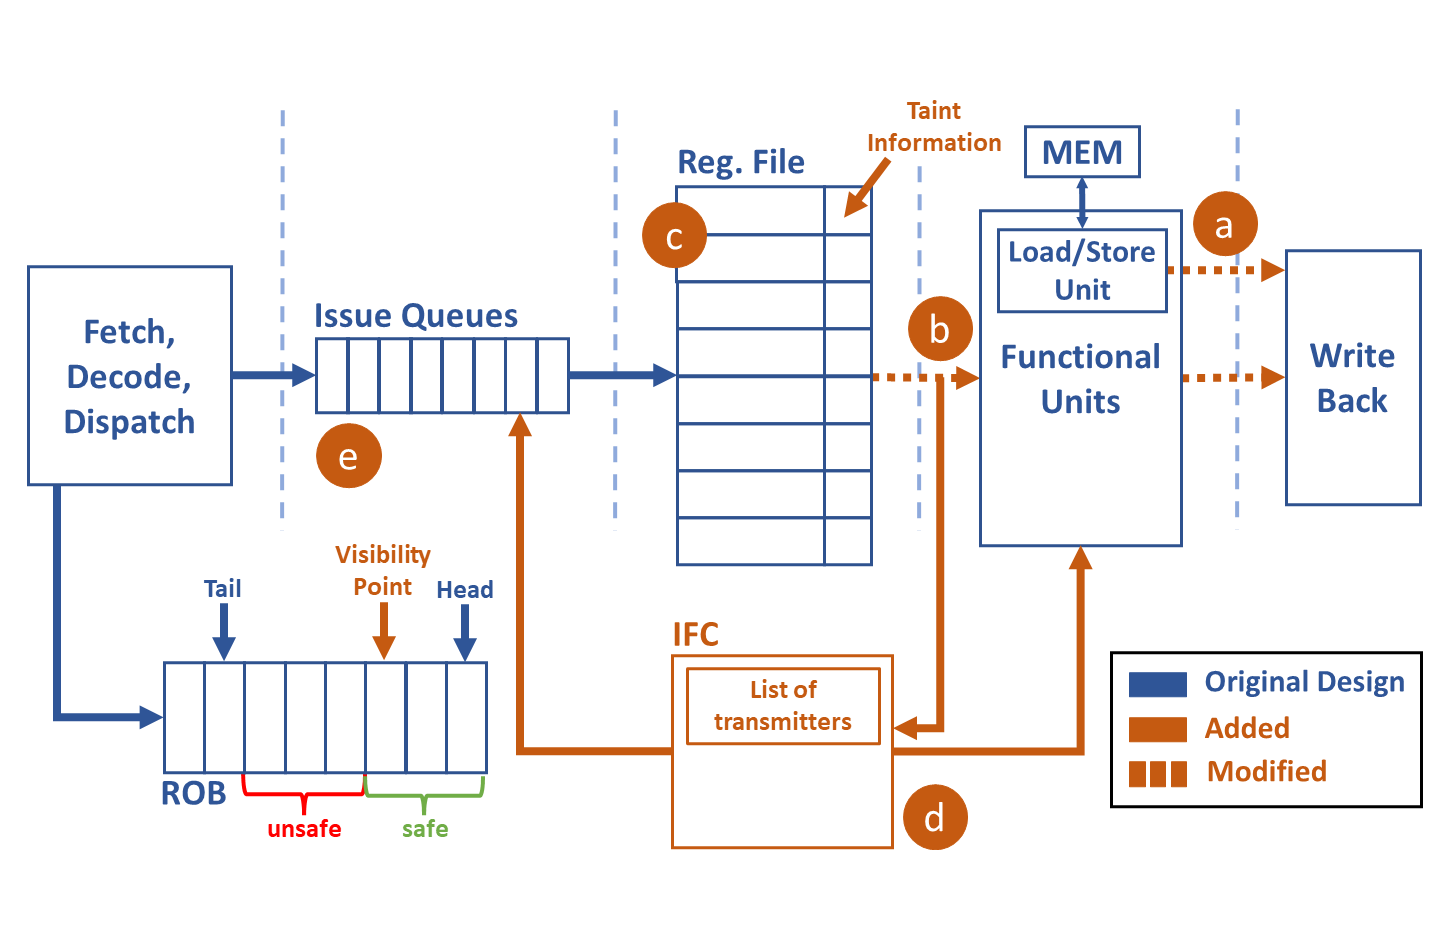 Taint
Information
MEM
Reg. File
a
c
Load/Store
Unit
Fetch,
Decode,
Dispatch
Issue Queues
b
Functional
Units
Write
Back
e
Visibility
Point
Tail
Head
IFC
List of
transmitters
ROB
unsafe
safe
d
Original Design
Added
Modified